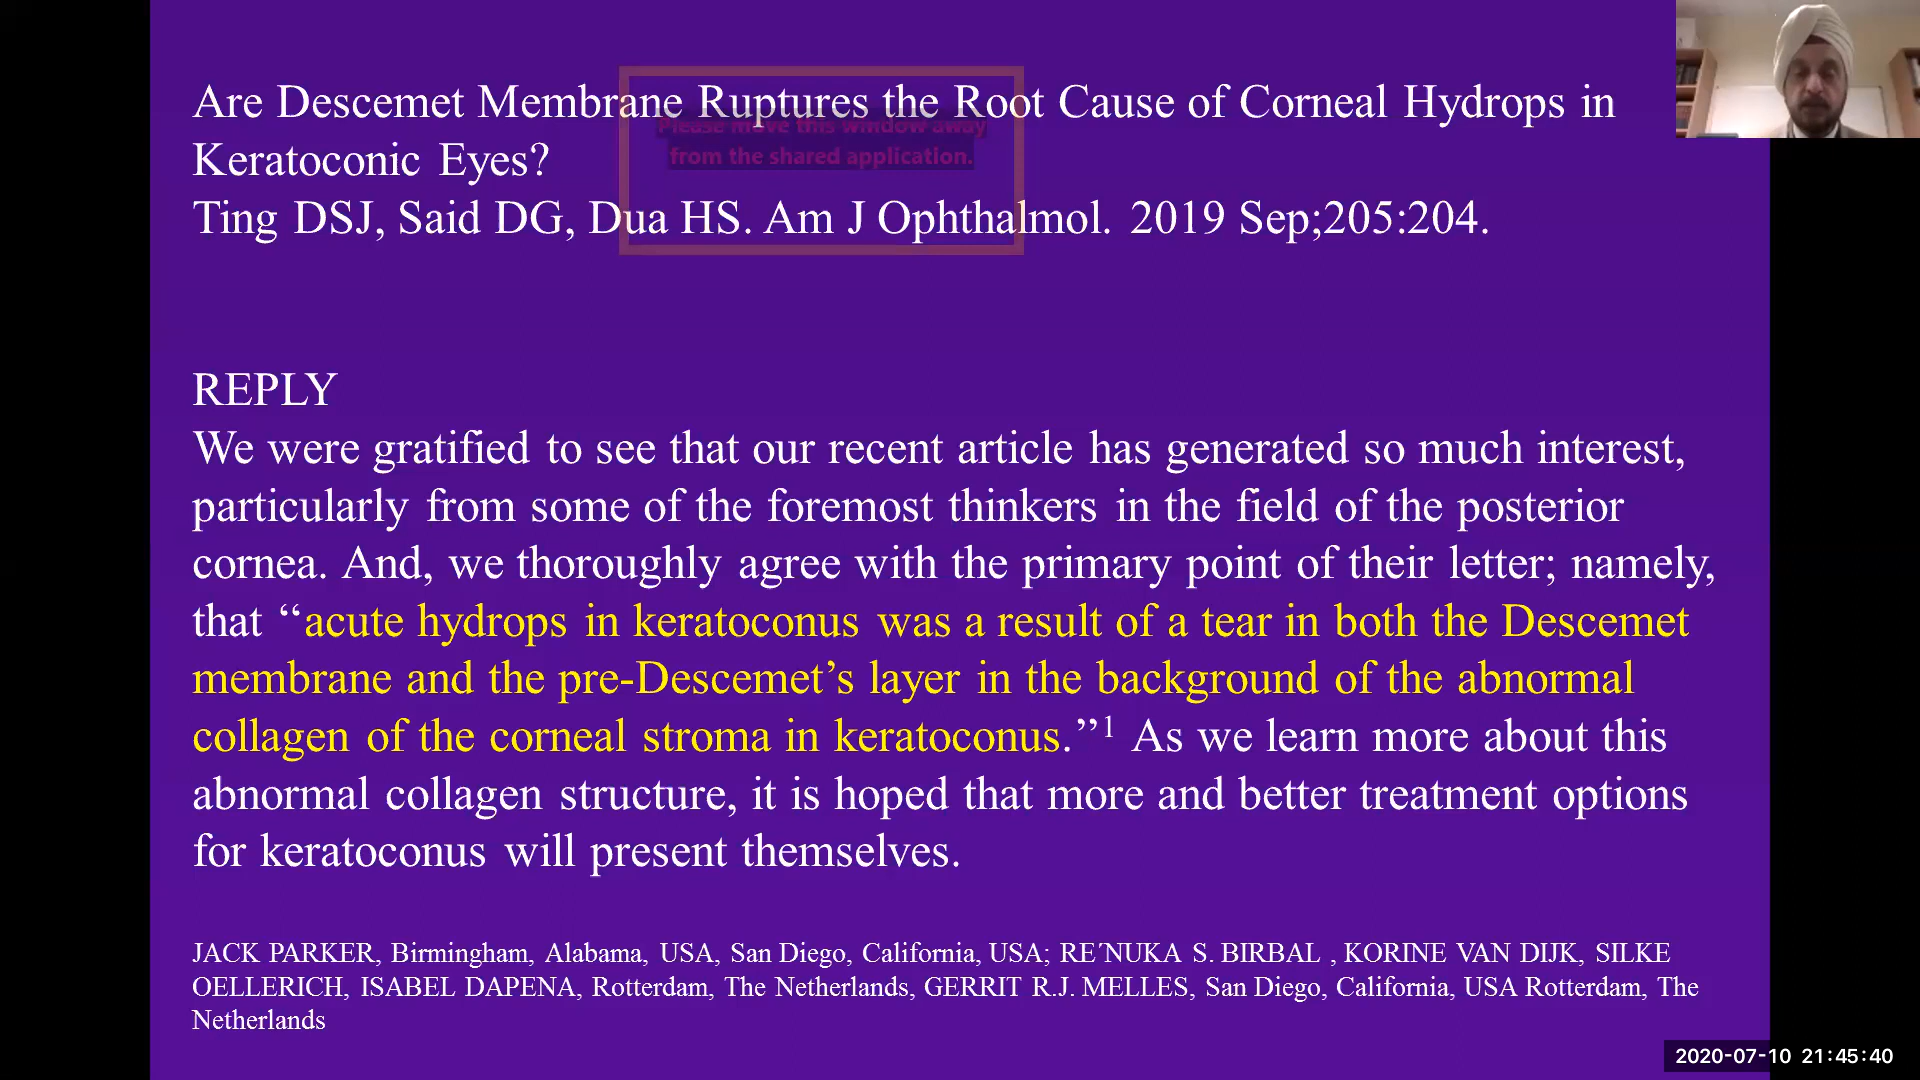 Are Descemet Membrane Ruptures the Root Cause of Corneal Hydrops in
Keratoconic Eyes?
Please move this window away
from the shared application.
Ting DSJ, Said DG, Dua HS. Am J Ophthalmol. 2019 Sep;205:204.
REPLY
We were gratified to see that our recent article has generated so much interest,
particularly from some of the foremost thinkers in the field of the posterior
cornea. And, we thoroughly agree with the primary point of their letter; namely,
that ‘‘acute hydrops in keratoconus was a result of a tear in both the Descemet
membrane and the pre-Descemet’s layer in the background of the abnormal
collagen of the corneal stroma in keratoconus.’’1 As we learn more about this
abnormal collagen structure, it is hoped that more and better treatment options
for keratoconus will present themselves.
JACK PARKER, Birmingham, Alabama, USA, San Diego, California, USA; RE´NUKA S. BIRBAL , KORINE VAN DIJK, SILKE
OELLERICH, ISABEL DAPENA, Rotterdam, The Netherlands, GERRIT R.J. MELLES, San Diego, California, USA Rotterdam, The
Netherlands
2020-07-10 21:45:40